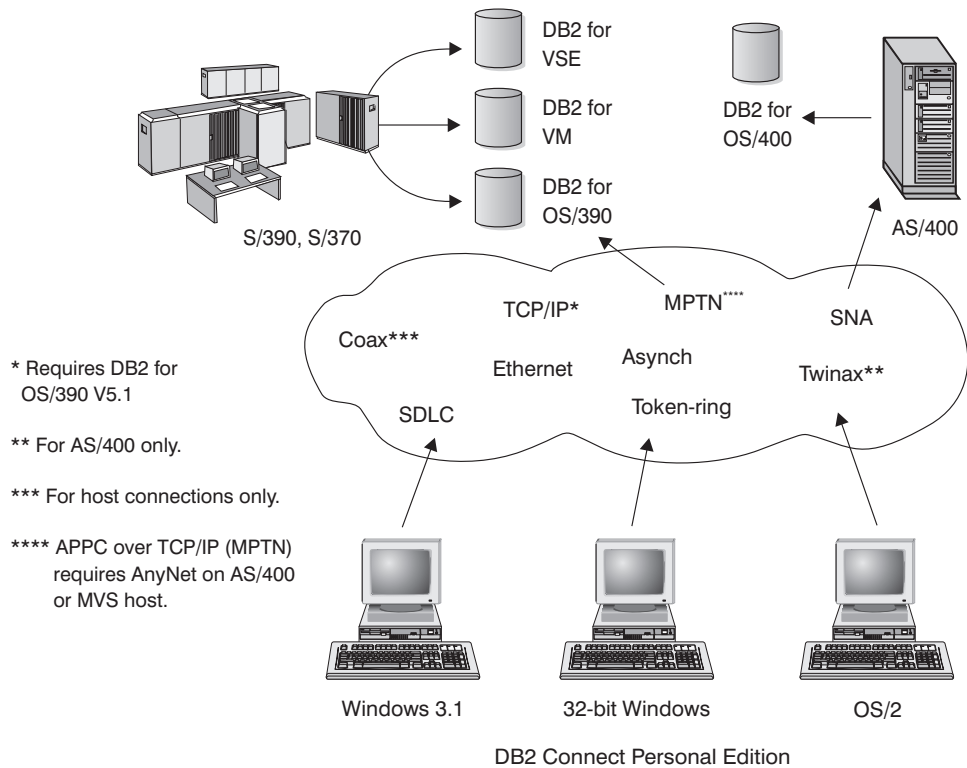 DB2 for
VSE
DB2 for
VM
DB2 for
OS/390
S/390, S/370
DB2 for
OS/400
AS/400
TCP/IP*
MPTN****
SNA
Coax***
Ethernet
Asynch
Twinax**
SDLC
Token-ring
* Requires DB2 for
OS/390 V5.1
** For AS/400 only.
*** For host connections only.
**** APPC over TCP/IP (MPTN)
requires AnyNet on AS/400
or MVS host.
Windows 3.1
32-bit Windows
OS/2
DB2 Connect Personal Edition